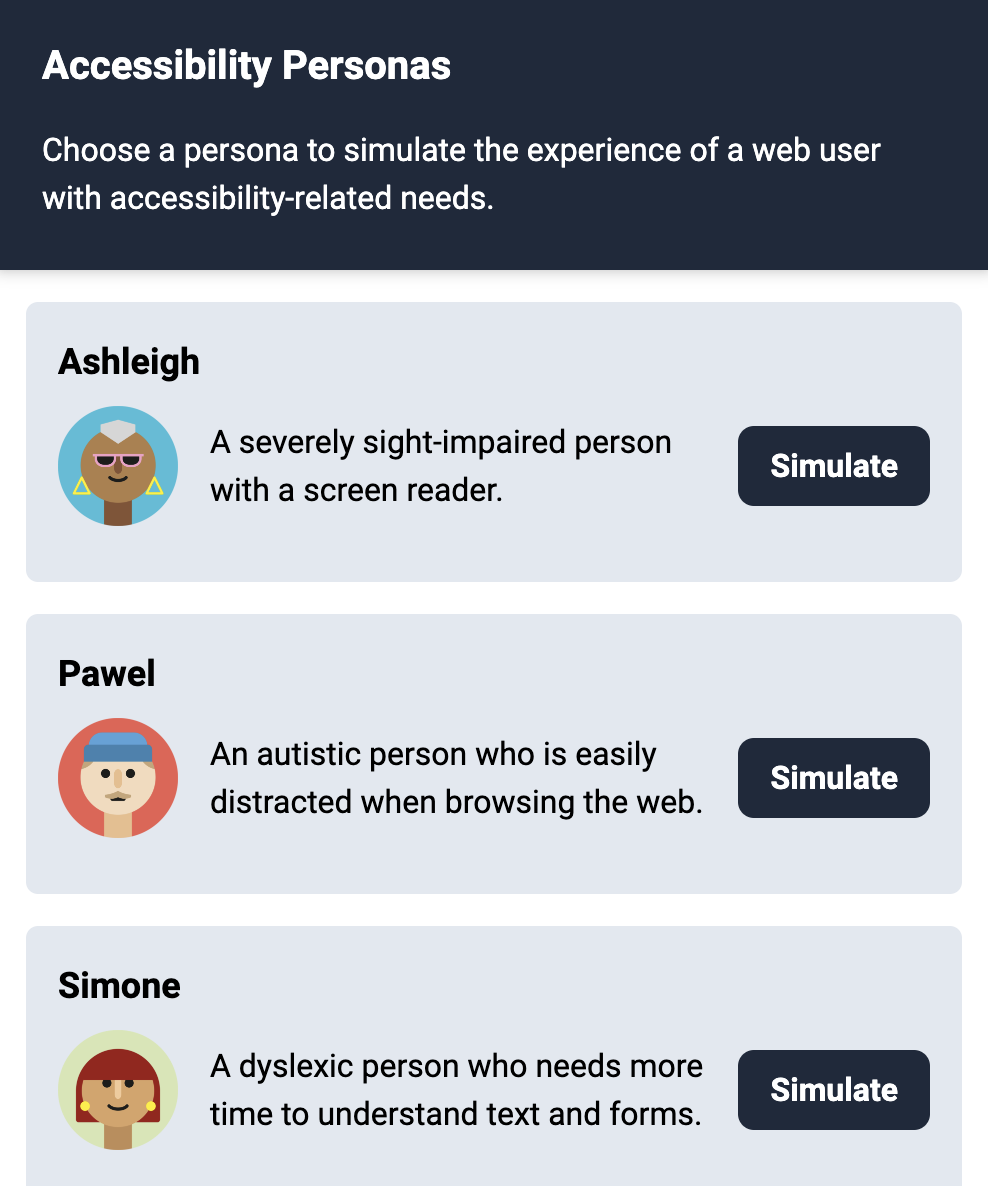 Accessibility Personas
Choose a persona to simulate the experience of a web user
with accessibility-related needs.
Ashleigh
A severely sight-impaired person
with a screen reader.
Simulate
Pawel
An autistic person who is easily
distracted when browsing the web.
Simulate
Simone
A dyslexic person who needs more
time to understand text and forms.
Simulate